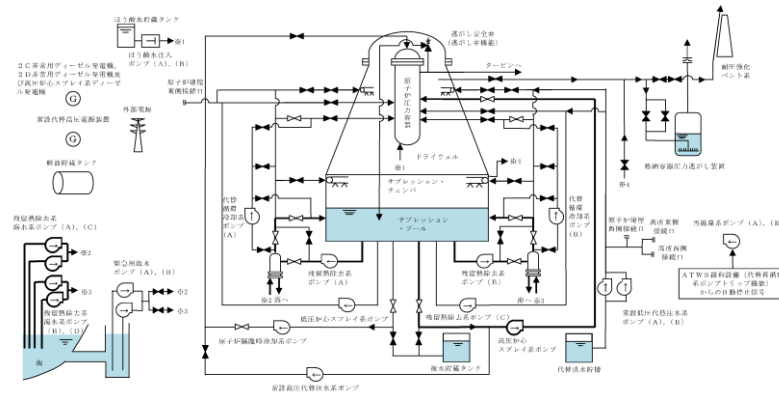 ほう酸水貯蔵タンク
※1
ほう酸水注入
ポンプ（A），（B）
2C非常用ディーゼル発電機，
2D非常用ディーゼル発電機及
び高圧炉心スプレイ系ディーゼ
ル発電機
G
外部電源
常設代替高圧電源装置
G
軽油貯蔵タンク
残留熱除去系
海水系ポンプ（A），（C）
※2
※3
残留熱除去系
海水系ポンプ
（B），（D）
緊急用海水
ポンプ（A），（B）
※2
※3
海
原子炉建屋
東側接続口
逃がし安全弁
（逃がし弁機能）
タービンへ
原子炉圧力容器
※1
ドライウェル
※4
サプレッション・
チェンバ
サプレッション
・プール
代替
循環
冷却系
ポンプ
（A）
代替
循環
冷却系
ポンプ
（B）
残留熱除去系
ポンプ（A）
残留熱除去系
ポンプ（B）
※2
海へ
海へ
※3
低圧炉心スプレイ系ポンプ
残留熱除去系ポンプ（C）
原子炉隔離時冷却系ポンプ
高圧炉心
スプレイ系ポンプ
常設高圧代替注水系ポンプ
復水貯蔵タンク
代替淡水貯槽
耐圧強化
ベント系
格納容器圧力逃がし装置
※4
原子炉建屋
西側接続口
高所東側
接続口
高所西側
接続口
常設低圧代替注水系
ポンプ（A），（B）
再循環系ポンプ（A），（B
ATWS緩和設備（代替再循
系ポンプトリップ機能）
からの自動停止信号